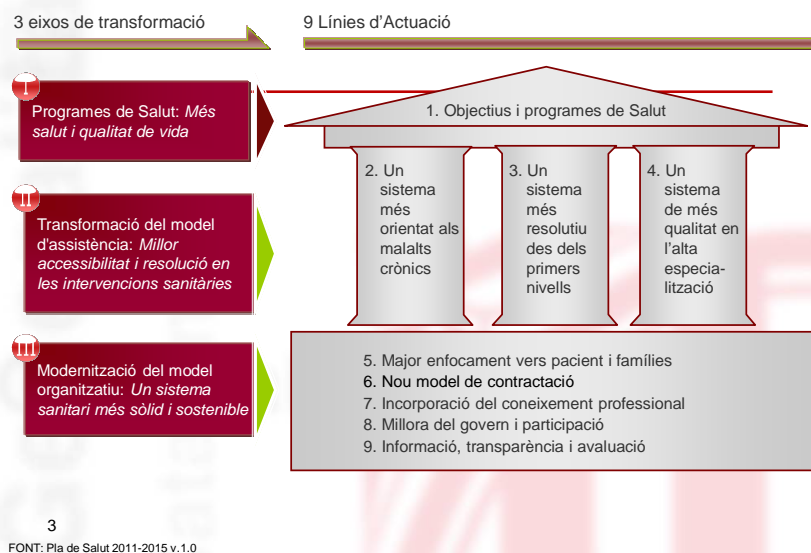 3 eixos de transformació
9 Línies d'Actuació
I
Programes de Salut: Més
salut i qualitat de vida
1. Objectius i programes de Salut
II
Transformació del model
d'assistència: Millor
accessibilitat i resolució en
les intervencions sanitàries
2. Un
sistema
més
orientat als
malalts
crònics
3. Un
sistema
més
resolutiu
des dels
primers
nivells
4. Un
sistema
de més
qualitat en
l'alta
especia-
lització
III
Modernització del model
organitzatiu: Un sistema
sanitari més sòlid i sostenible
5. Major enfocament vers pacient i famílies
6. Nou model de contractació
7. Incorporació del coneixement professional
8. Millora del govern i participació
9. Informació, transparència i avaluació
3
FONT: Pla de Salut 2011-2015 v.1.0